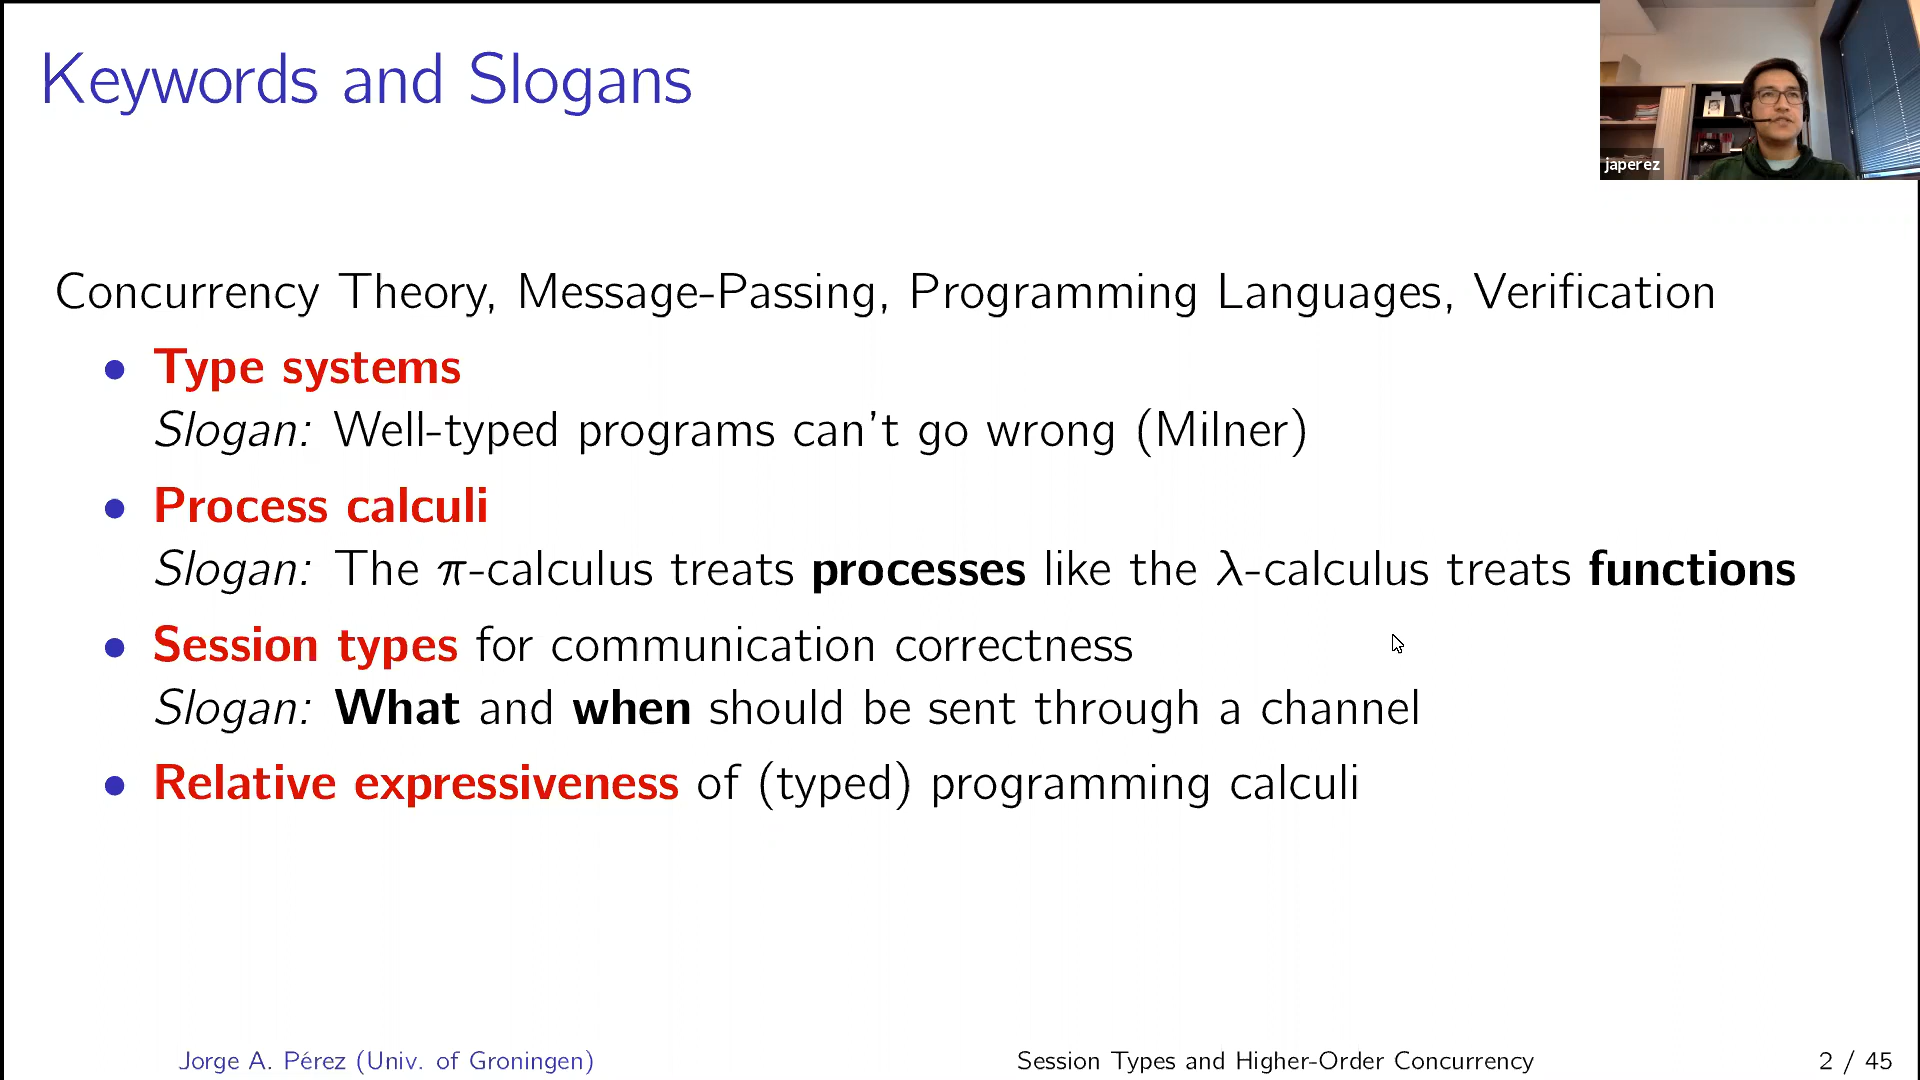 Keywords and Slogans
japerez
Concurrency Theory, Message-Passing, Programming Languages, Verification
• Type systems
Slogan: Well-typed programs can't go wrong (Milner)
• Process calculi
Slogan: The π-calculus treats processes like the λ-calculus treats functions
• Session types for communication correctness
Slogan: What and when should be sent through a channel
• Relative expressiveness of (typed) programming calculi
Jorge A. Pérez (Univ. of Groningen) Session Types and Higher-Order Concurrency 2 / 45